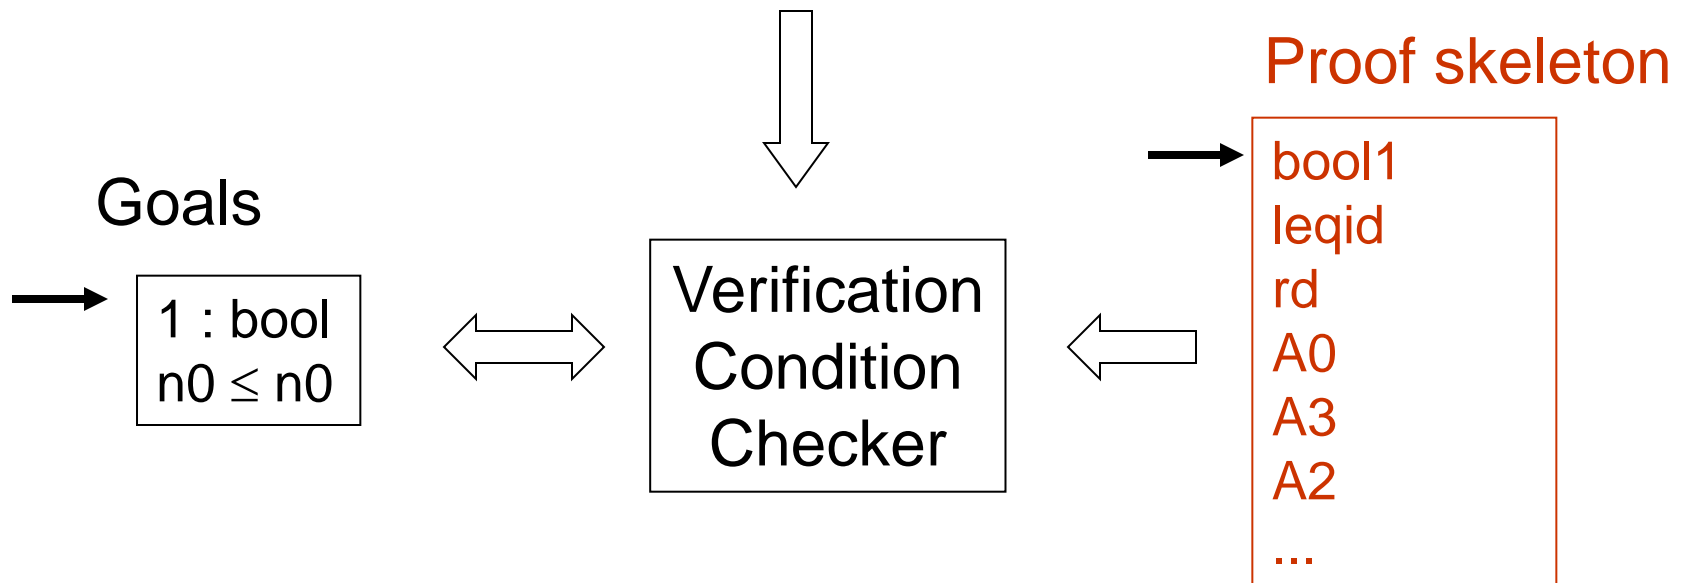 Goals
1 : bool
n0 ≤ n0
Verification
Condition
Checker
Proof skeleton
bool1
leqid
rd
A0
A3
A2
...